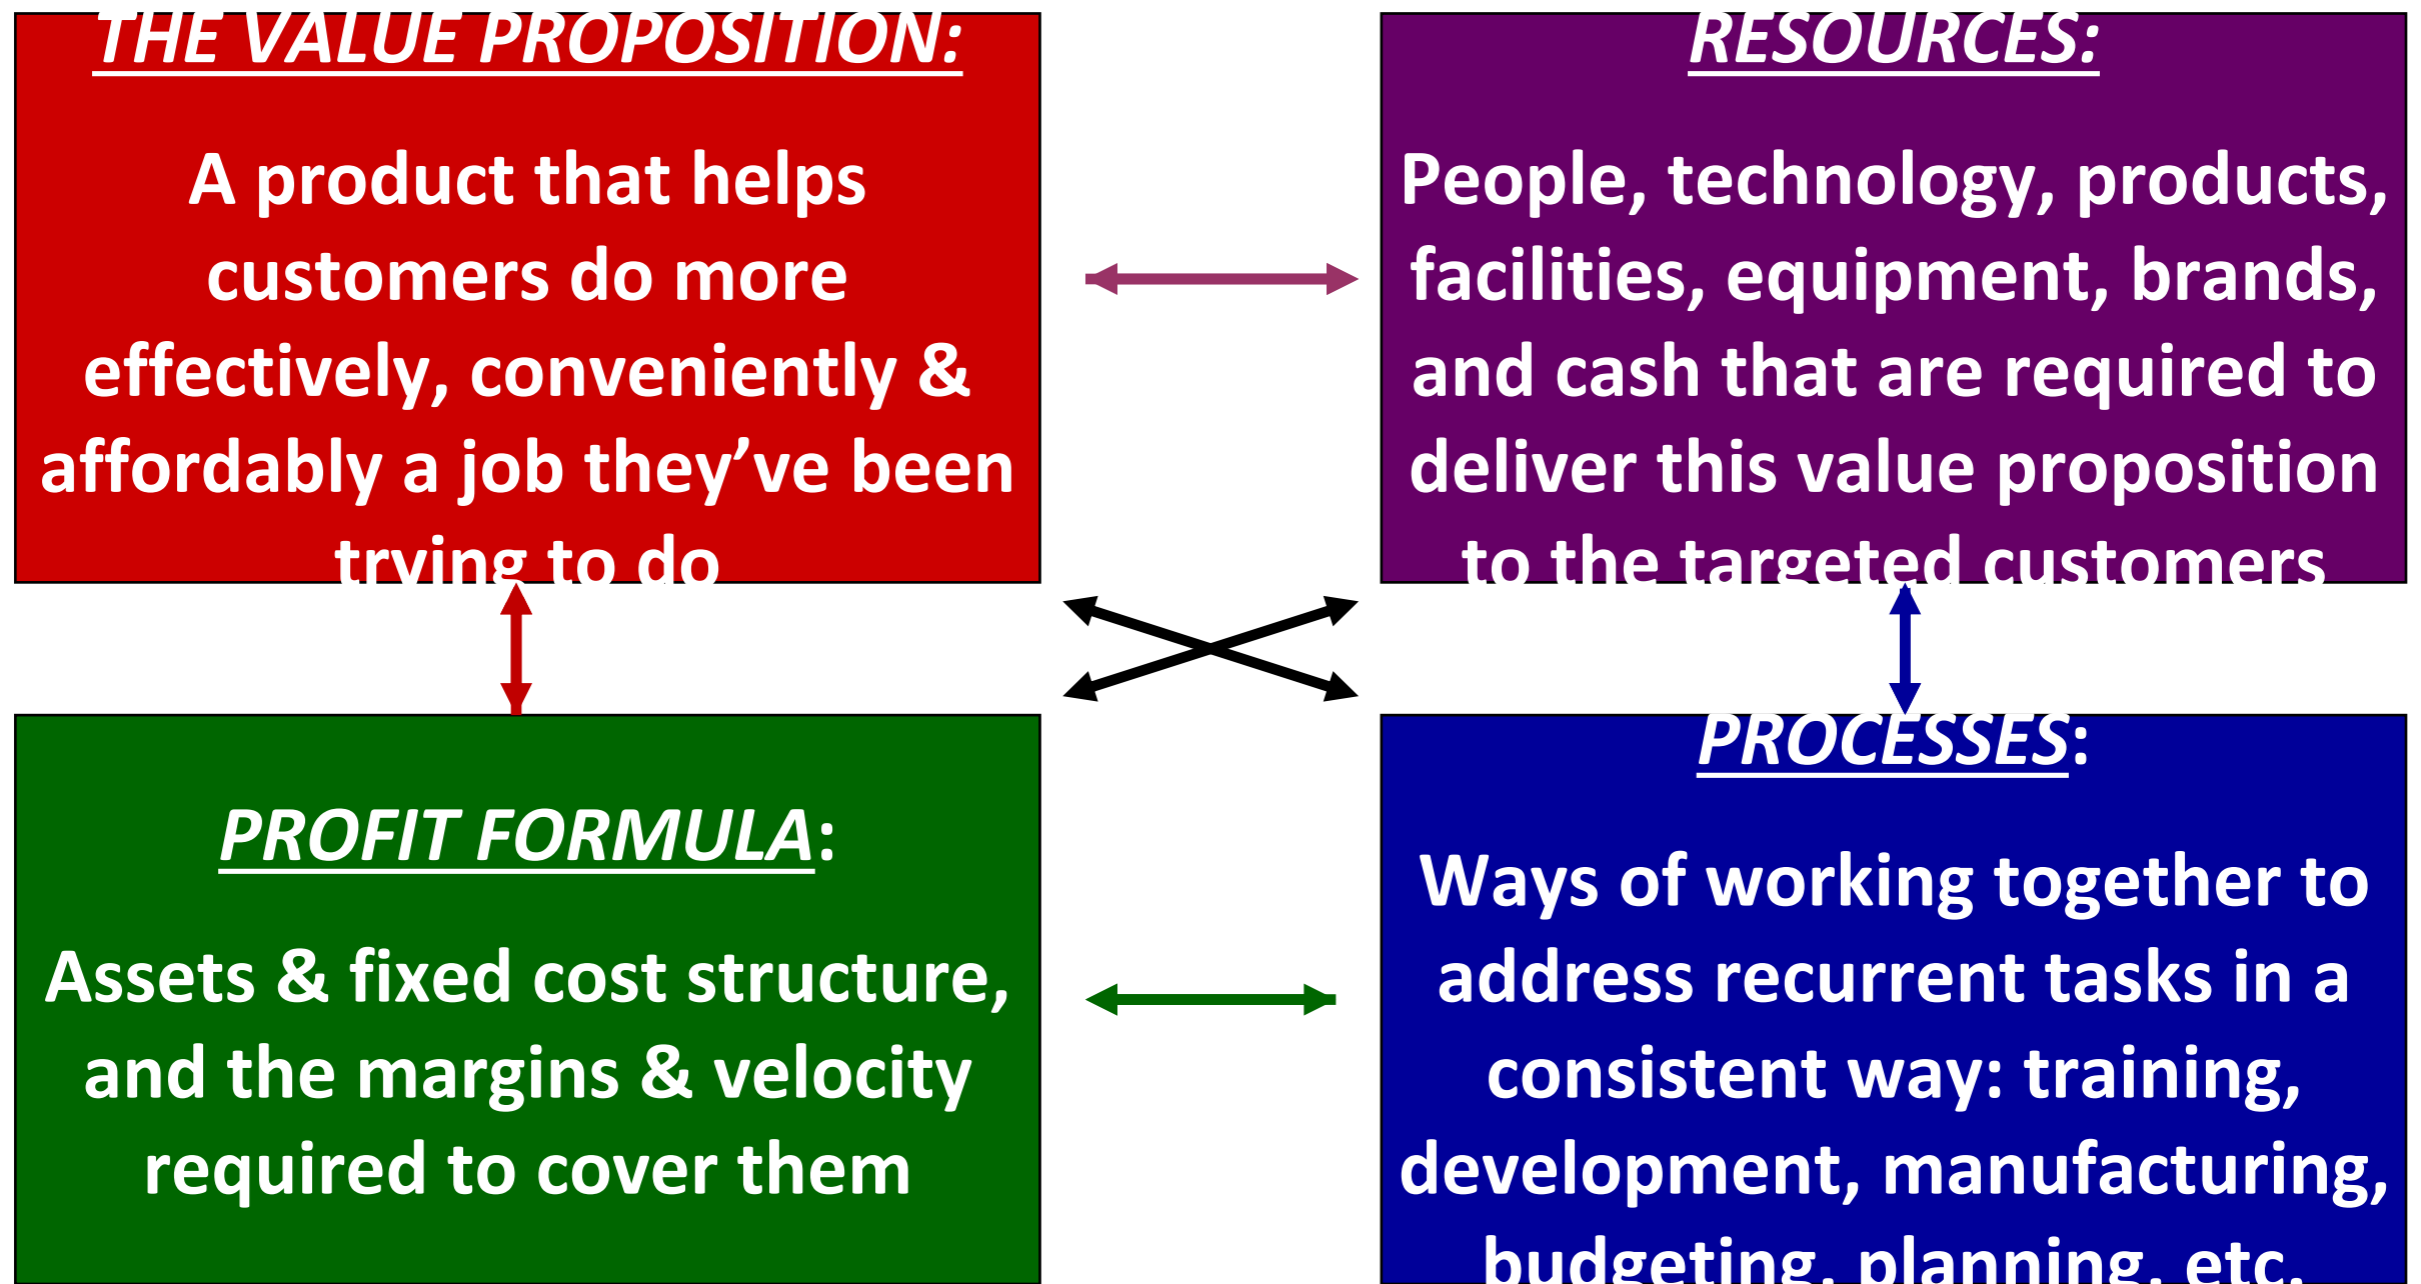 THE VALUE PROPOSITION:
A product that helps
customers do more
effectively, conveniently &
affordably a job they’ve been
trying to do
RESOURCES:
People, technology, products,
facilities, equipment, brands,
and cash that are required to
deliver this value proposition
to the targeted customers
PROFIT FORMULA:
Assets & fixed cost structure,
and the margins & velocity
required to cover them
PROCESSES:
Ways of working together to
address recurrent tasks in a
consistent way: training,
development, manufacturing,
budgeting, planning, etc.